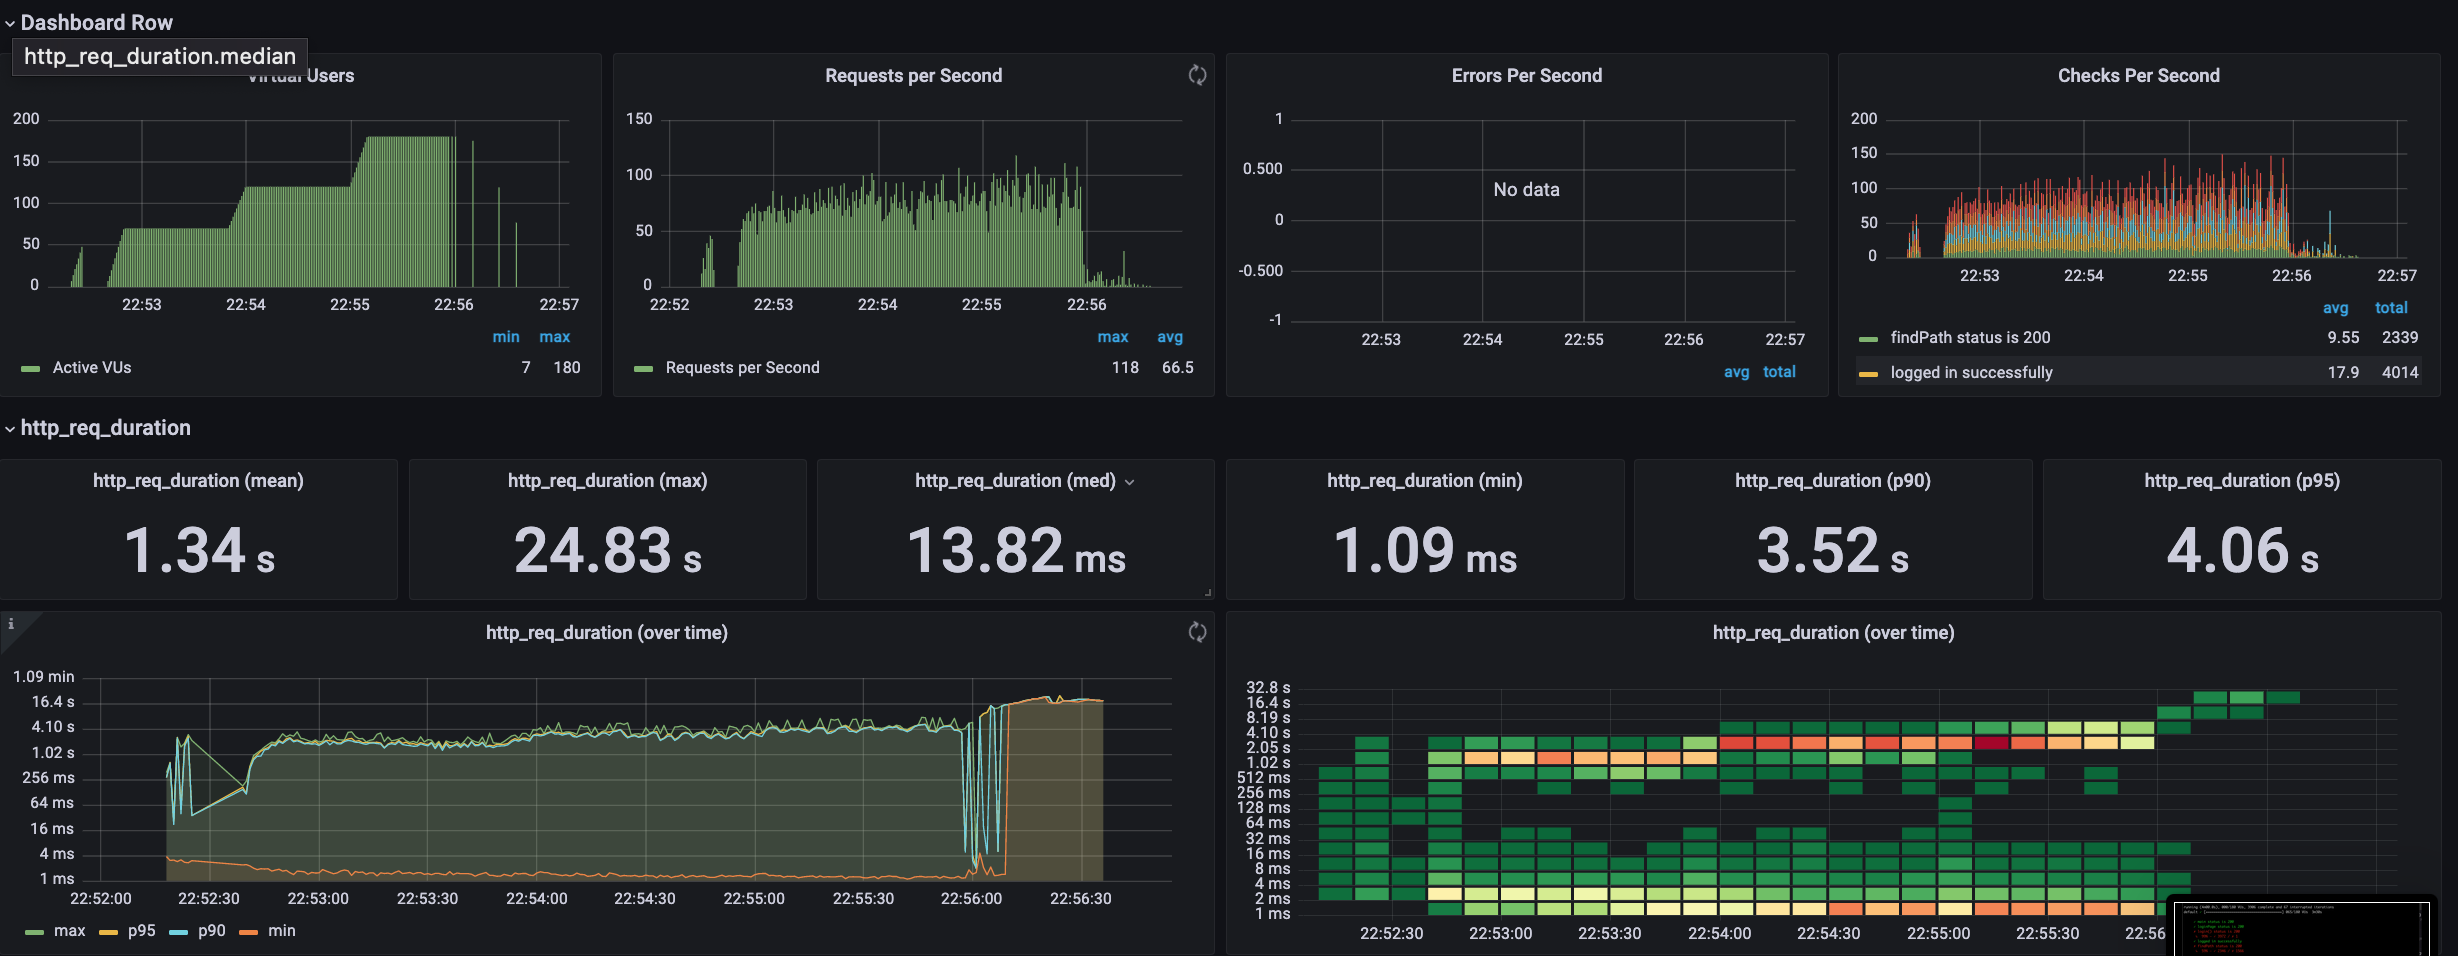 Dashboard Row
http_req_duration.median
Users
200
150
100
50
0
22:53 22:54 22:55 22:56 22:57
min max
Active VUs 7 180
Requests per Second
150
100
50
0
22:52 22:53 22:54 22:55 22:56
max avg
Requests per Second 118 66.5
Errors Per Second
1
0.500
0
-0.500
-1
No data
22:53 22:54 22:55 22:56 22:57
avg total
Checks Per Second
200
150
100
50
0
22:53 22:54 22:55 22:56 22:57
avg total
findPath status is 200 9.55 2339
logged in successfully 17.9 4014
http_req_duration
http_req_duration (mean)
1.34 s
http_req_duration (max)
24.83 s
http_req_duration (med)
13.82 ms
http_req_duration (min)
1.09 ms
http_req_duration (p90)
3.52 s
http_req_duration (p95)
4.06 s
i
http_req_duration (over time)
1.09 min
16.4 s
4.10 s
1.02 s
256 ms
64 ms
16 ms
4 ms
1 ms
22:52:00 22:52:30 22:53:00 22:53:30 22:54:00 22:54:30 22:55:00 22:55:30 22:56:00 22:56:30
max p95 p90 min
http_req_duration (over time)
32.8 s
16.4 s
8.19 s
4.10 s
2.05 s
1.02 s
512 ms
256 ms
128 ms
64 ms
32 ms
16 ms
8 ms
4 ms
2 ms
1 ms
22:52:30 22:53:00 22:53:30 22:54:00 22:54:30 22:55:00 22:55:30 22:56